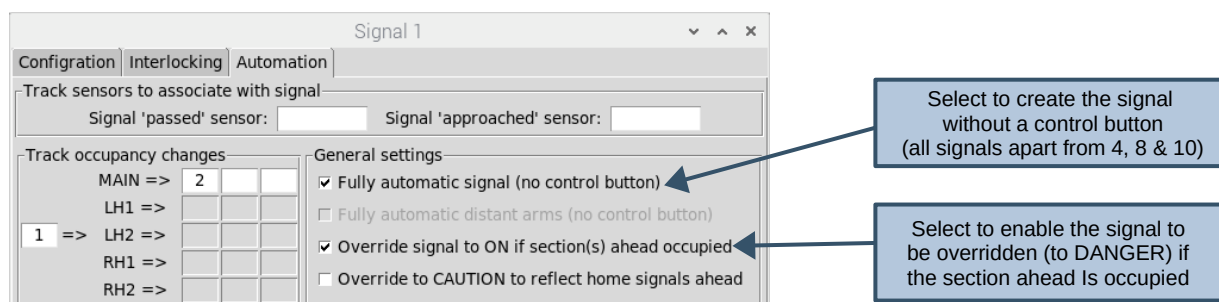 Signal 1
Configration Interlocking Automation
Track sensors to associate with signal
Signal 'passed' sensor: Signal 'approached' sensor:
Track occupancy changes
MAIN => 2
LH1 =>
1 => LH2 =>
RH1 =>
RH2 =>
General settings
Fully automatic signal (no control button)
Fully automatic distant arms (no control button)
Override signal to ON if section(s) ahead occupied
Override to CAUTION to reflect home signals ahead
Select to create the signal
without a control button
(all signals apart from 4, 8 & 10)
Select to enable the signal to
be overridden (to DANGER) if
the section ahead Is occupied